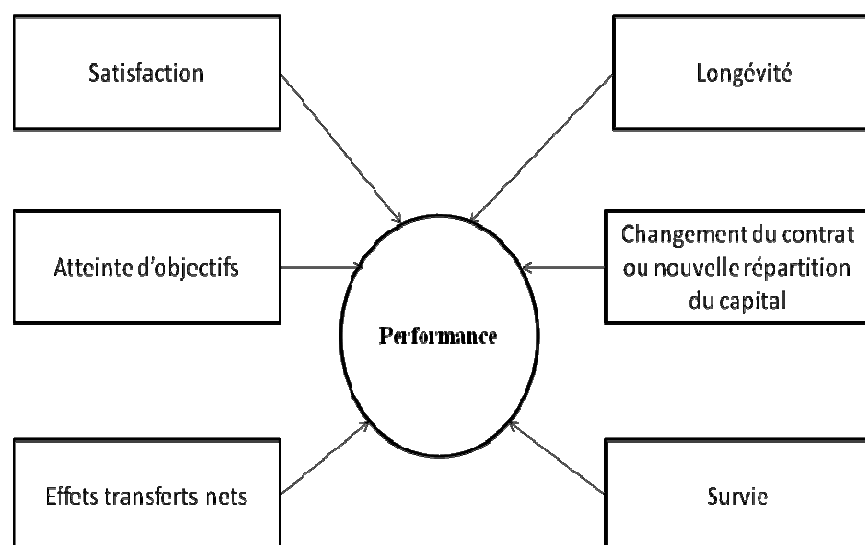 Satisfaction
Longévité
Atteinte d'objectifs
Changement du contrat
ou nouvelle répartition
du capital
Performance
Effets transferts nets
Survie